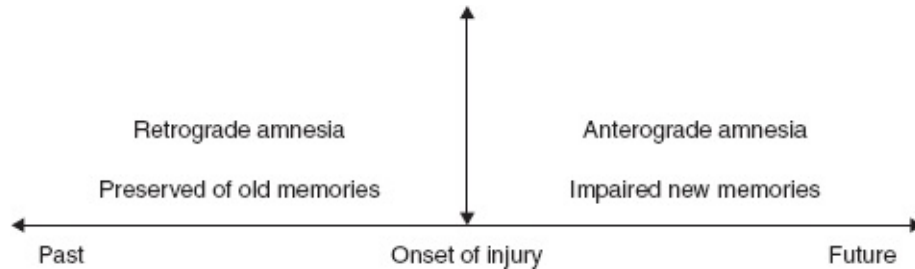 Retrograde amnesia
Anterograde amnesia
Preserved of old memories
Impaired new memories
Past
Onset of injury
Future